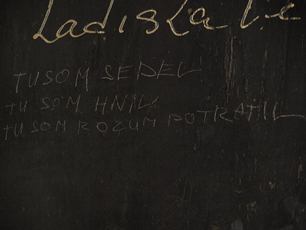 Ladislav
TU SOM SEDEL
TU SOM HNIL
TU SOM ROZUM POTRATIL